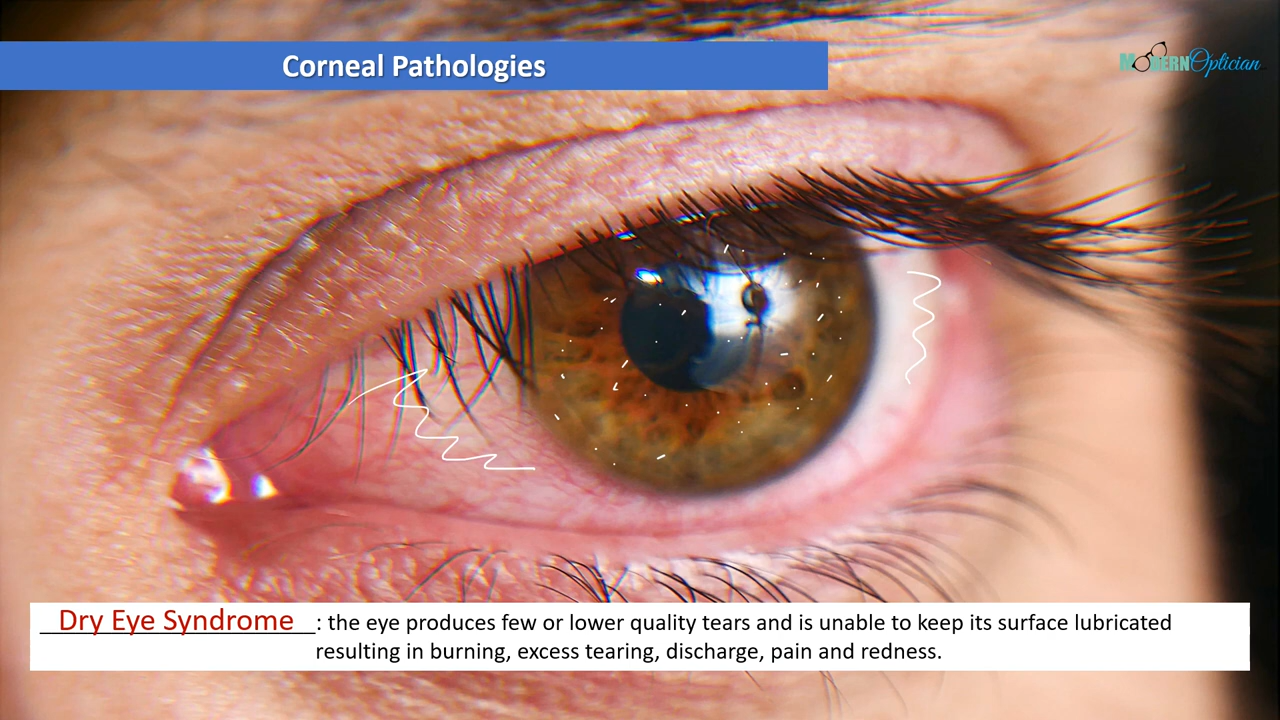 Corneal Pathologies
MODERNOptician
Dry Eye Syndrome: the eye produces few or lower quality tears and is unable to keep its surface lubricated
resulting in burning, excess tearing, discharge, pain and redness.